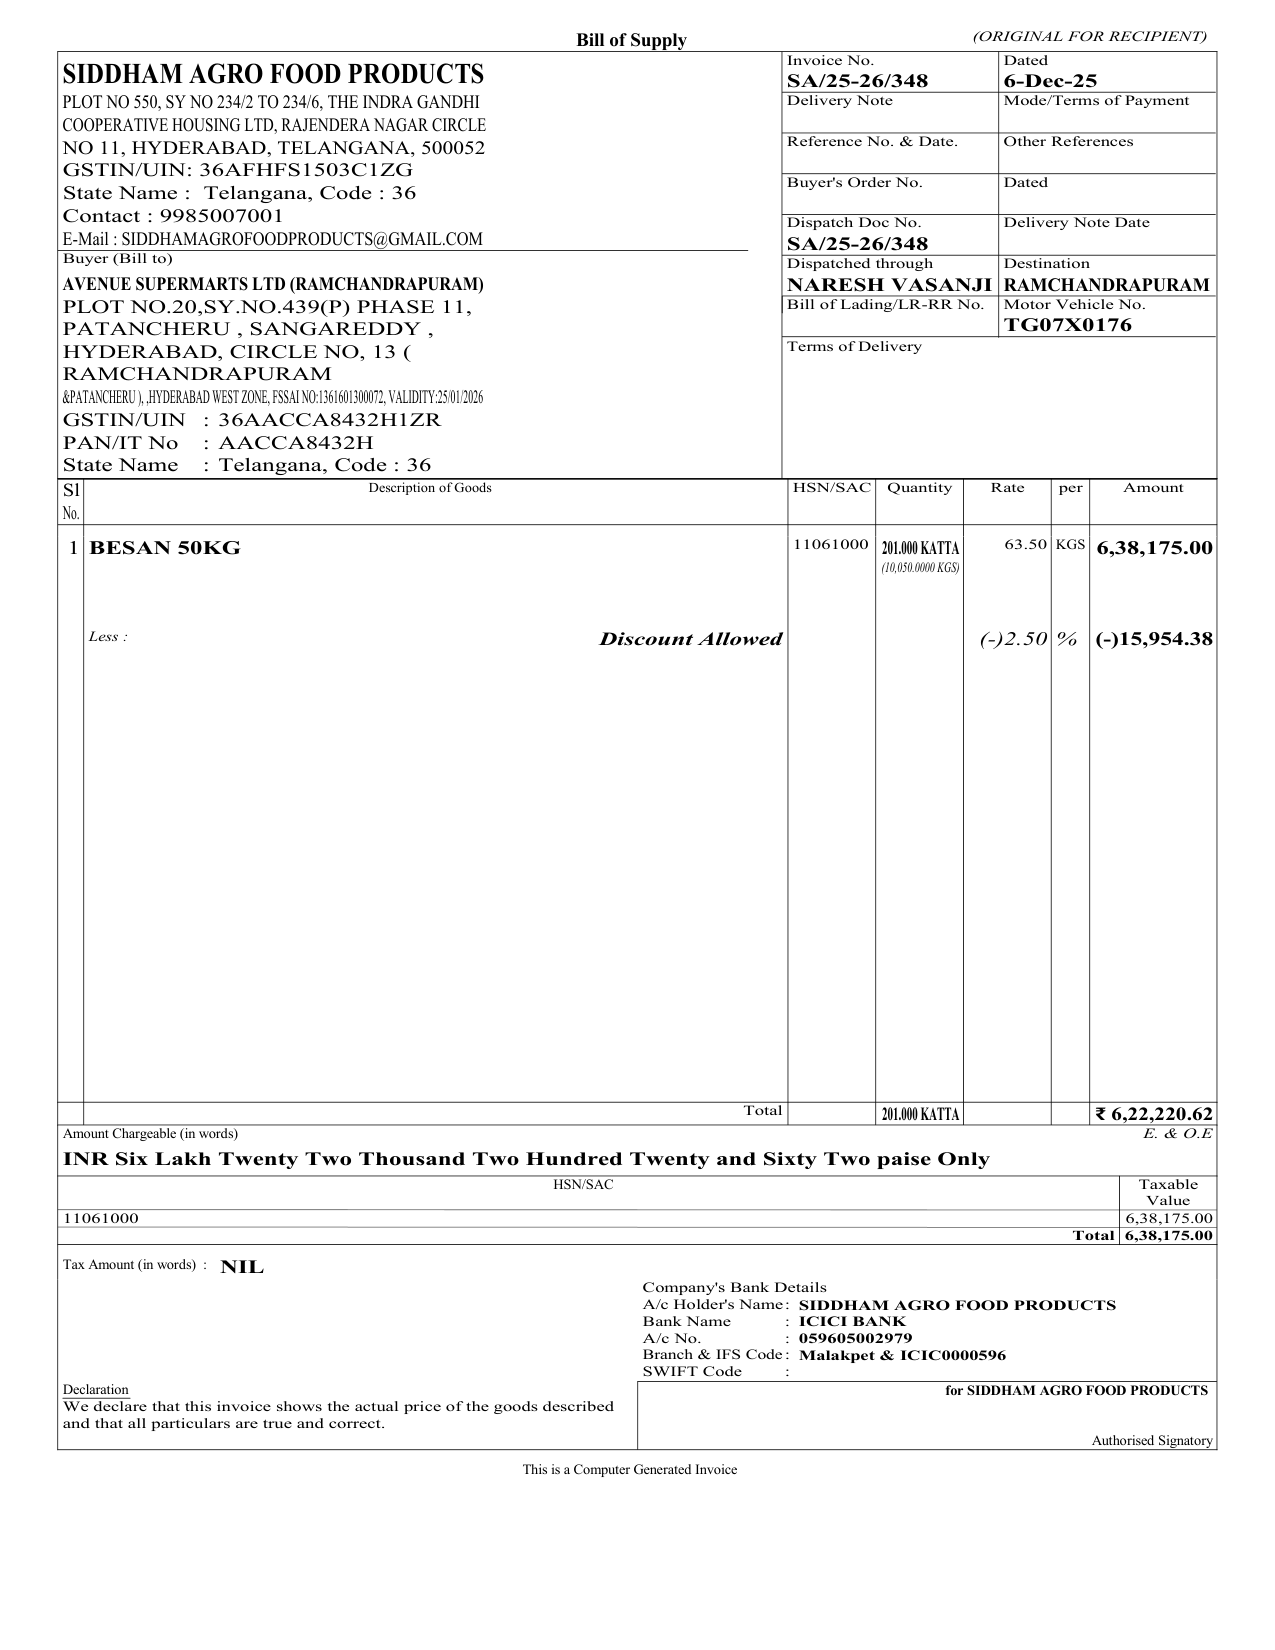 Bill of Supply
(ORIGINAL FOR RECIPIENT)
SIDDHAM AGRO FOOD PRODUCTS
PLOT NO 550, SY NO 234/2 TO 234/6, THE INDRA GANDHI
COOPERATIVE HOUSING LTD, RAJENDERA NAGAR CIRCLE
NO 11, HYDERABAD, TELANGANA, 500052
GSTIN/UIN: 36AFHFS1503C1ZG
State Name : Telangana, Code : 36
Contact : 9985007001
E-Mail : SIDDHAMAGROFOODPRODUCTS@GMAIL.COM
Buyer (Bill to)
AVENUE SUPERMARTS LTD (RAMCHANDRAPURAM)
PLOT NO.20,SY.NO.439(P) PHASE 11,
PATANCHERU , SANGAREDDY ,
HYDERABAD, CIRCLE NO, 13 (
RAMCHANDRAPURAM
&PATANCHERU ), ,HYDERABAD WEST ZONE, FSSAI NO:1361601300072, VALIDITY:25/01/2026
GSTIN/UIN : 36AACCA8432H1ZR
PAN/IT No : AACCA8432H
State Name : Telangana, Code : 36
Invoice No. Dated
SA/25-26/348 6-Dec-25
Delivery Note Mode/Terms of Payment
Reference No. & Date. Other References
Buyer's Order No. Dated
Dispatch Doc No. Delivery Note Date
SA/25-26/348
Dispatched through Destination
NARESH VASANJI RAMCHANDRAPURAM
Bill of Lading/LR-RR No. Motor Vehicle No.
TG07X0176
Terms of Delivery
Sl Description of Goods HSN/SAC Quantity Rate per Amount
No.
1 BESAN 50KG 11061000 201.000 KATTA 63.50 KGS 6,38,175.00
(10,050.0000 KGS)
Less : Discount Allowed (-)2.50 % (-)15,954.38
Total 201.000 KATTA ₹ 6,22,220.62
Amount Chargeable (in words) E. & O.E
INR Six Lakh Twenty Two Thousand Two Hundred Twenty and Sixty Two paise Only
HSN/SAC Taxable
Value
11061000 6,38,175.00
Total 6,38,175.00
Tax Amount (in words) : NIL
Company's Bank Details
A/c Holder's Name : SIDDHAM AGRO FOOD PRODUCTS
Bank Name : ICICI BANK
A/c No. : 059605002979
Branch & IFS Code : Malakpet & ICIC0000596
SWIFT Code :
Declaration
We declare that this invoice shows the actual price of the goods described
and that all particulars are true and correct.
for SIDDHAM AGRO FOOD PRODUCTS
Authorised Signatory
This is a Computer Generated Invoice